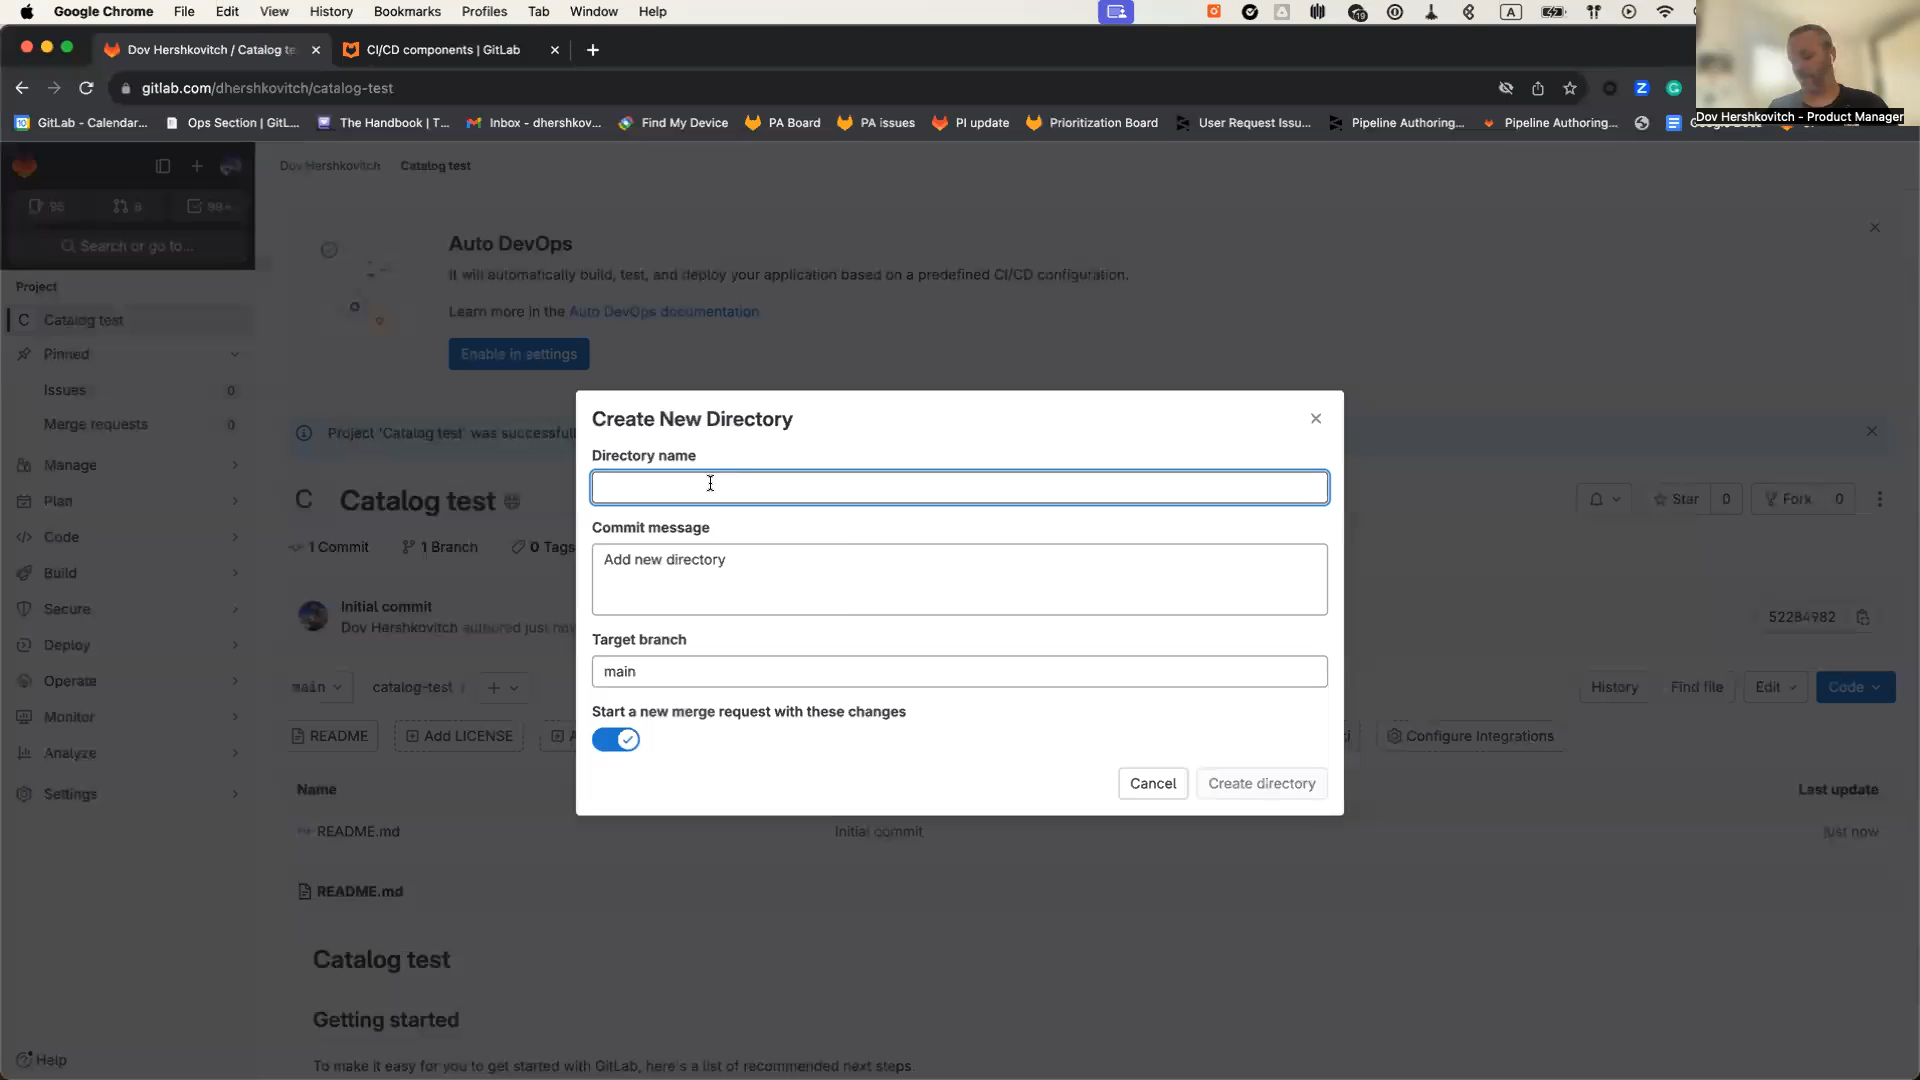 Google Chrome File Edit View History Bookmarks Profiles Tab Window Help
A
19
Dov Hershkovitch / Catalog te
CI/CD components | GitLab
gitlab.com/dhershkovitch/catalog-test
Z
G
Dov Hershkovitch - Product Manager
10 GitLab - Calendar... Ops Section | GitL... The Handbook | T... Inbox - dhershkov... Find My Device PA Board PA issues PI update Prioritization Board User Request Issu... Pipeline Authoring... Pipeline Authoring...
Dov Hershkovitch Catalog test
95 6 99+
Search or go to...
Auto DevOps
It will automatically build, test, and deploy your application based on a predefined CI/CD configuration.
Learn more in the Auto DevOps documentation
Enable in settings
Project
C Catalog test
Pinned
Issues 0
Merge requests 0
Manage
Plan
Code
Build
Secure
Deploy
Operate
Monitor
Analyze
Settings
Help
Create New Directory
Directory name
Commit message
Add new directory
Target branch
main
Start a new merge request with these changes
Cancel Create directory
Project 'Catalog test' was successful
C Catalog test
Star 0 Fork 0
1 Commit 1 Branch 0 Tags
Initial commit
Dov Hershkovitch authored just now
52284982
main catalog-test / +
History Find file Edit Code
README Add LICENSE Configure Integrations
Name Last update
README.md Initial commit just now
README.md
Catalog test
Getting started
To make it easy for you to get started with GitLab, here's a list of recommended next steps.